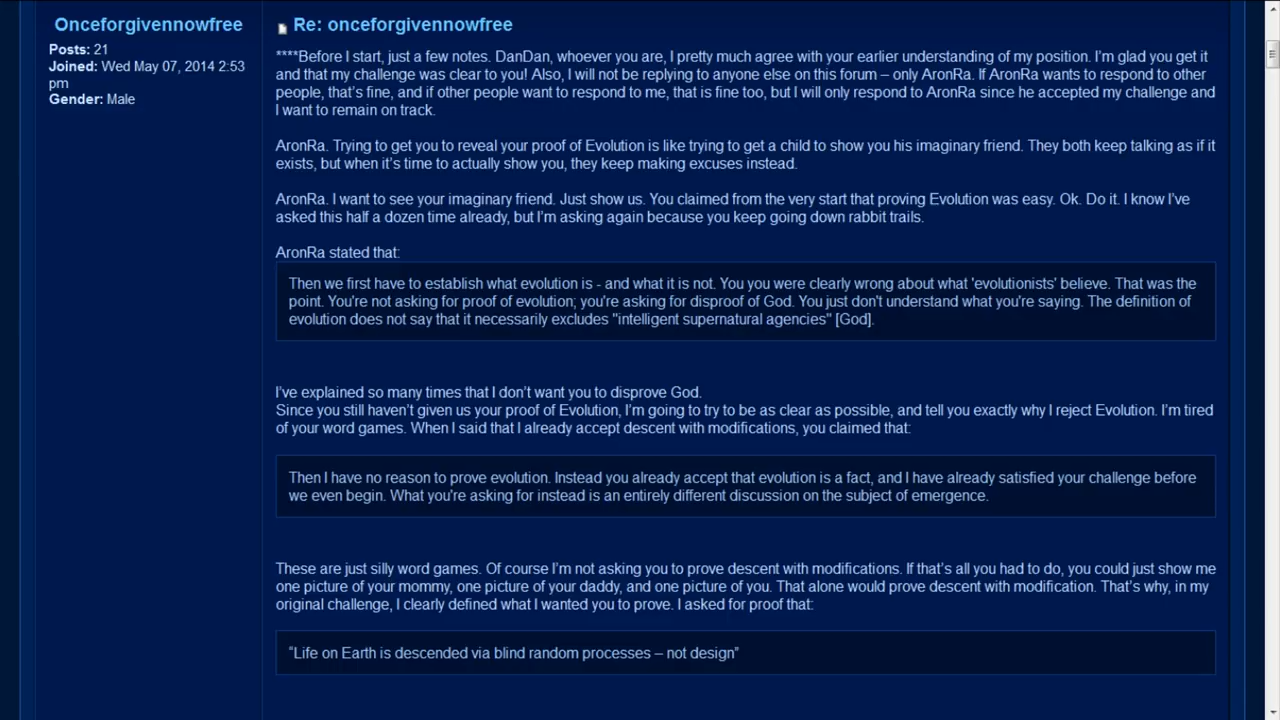 Onceforgivennowfree
Posts: 21
Joined: Wed May 07, 2014 2:53
pm
Gender: Male
Re: onceforgivennowfree
****Before I start, just a few notes. DanDan, whoever you are, I pretty much agree with your earlier understanding of my position. I'm glad you get it
and that my challenge was clear to you! Also, I will not be replying to anyone else on this forum – only AronRa. If AronRa wants to respond to other
people, that's fine, and if other people want to respond to me, that is fine too, but I will only respond to AronRa since he accepted my challenge and
I want to remain on track.
AronRa. Trying to get you to reveal your proof of Evolution is like trying to get a child to show you his imaginary friend. They both keep talking as if it
exists, but when it's time to actually show you, they keep making excuses instead.
AronRa. I want to see your imaginary friend. Just show us. You claimed from the very start that proving Evolution was easy. Ok. Do it. I know I've
asked this half a dozen time already, but I'm asking again because you keep going down rabbit trails.
AronRa stated that:
Then we first have to establish what evolution is - and what it is not. You you were clearly wrong about what 'evolutionists' believe. That was the
point. You're not asking for proof of evolution; you're asking for disproof of God. You just don't understand what you're saying. The definition of
evolution does not say that it necessarily excludes "intelligent supernatural agencies" [God].
I've explained so many times that I don't want you to disprove God.
Since you still haven't given us your proof of Evolution, I'm going to try to be as clear as possible, and tell you exactly why I reject Evolution. I'm tired
of your word games. When I said that I already accept descent with modifications, you claimed that:
Then I have no reason to prove evolution. Instead you already accept that evolution is a fact, and I have already satisfied your challenge before
we even begin. What you're asking for instead is an entirely different discussion on the subject of emergence.
These are just silly word games. Of course I'm not asking you to prove descent with modifications. If that's all you had to do, you could just show me
one picture of your mommy, one picture of your daddy, and one picture of you. That alone would prove descent with modification. That's why, in my
original challenge, I clearly defined what I wanted you to prove. I asked for proof that:
“Life on Earth is descended via blind random processes – not design”